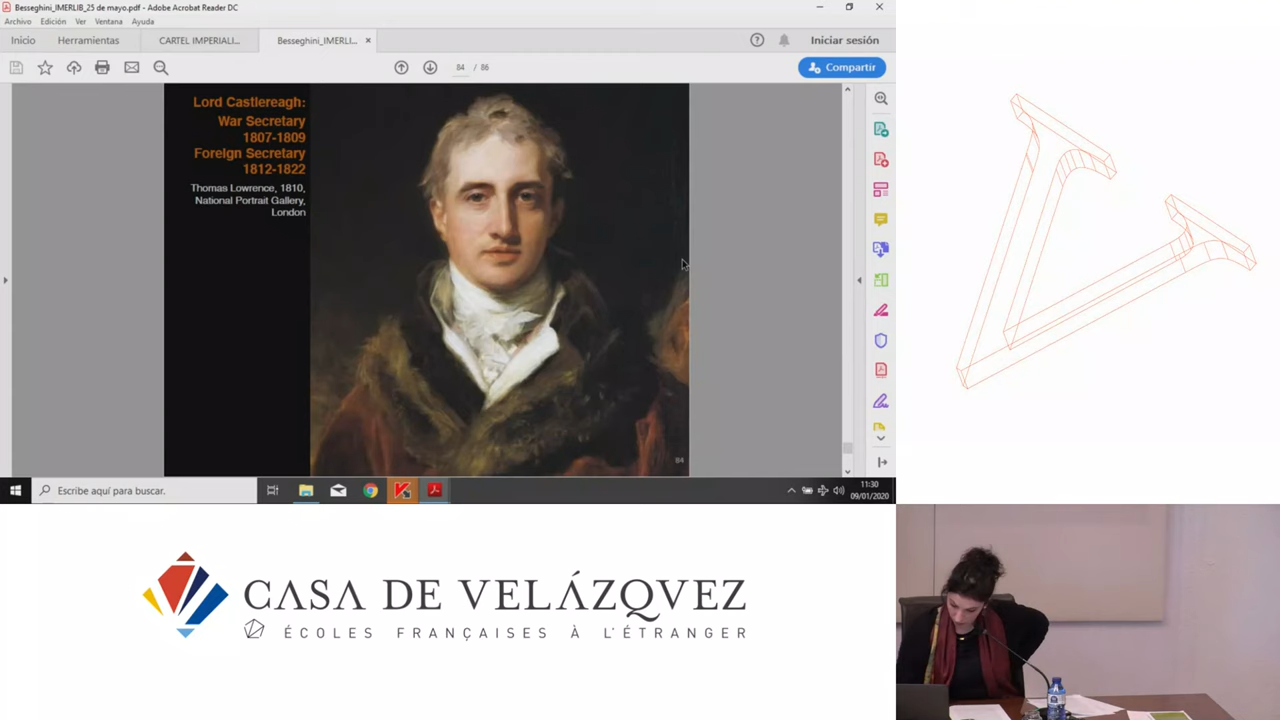 Besseghini_IMERLIB_25 de mayo.pdf - Adobe Acrobat Reader DC
Archivo Edición Ver Ventana Ayuda
Inicio Herramientas CARTEL IMPERIALI... Besseghini_IMERLI... × Iniciar sesión
84 / 86 Compartir
Lord Castlereagh:
War Secretary
1807-1809
Foreign Secretary
1812-1822
Thomas Lowrence, 1810,
National Portrait Gallery,
London
84
Escribe aquí para buscar.
11:30
09/01/2020
CASA DE VELÁZQVEZ
ÉCOLES FRANÇAISES À L'ÉTRANGER